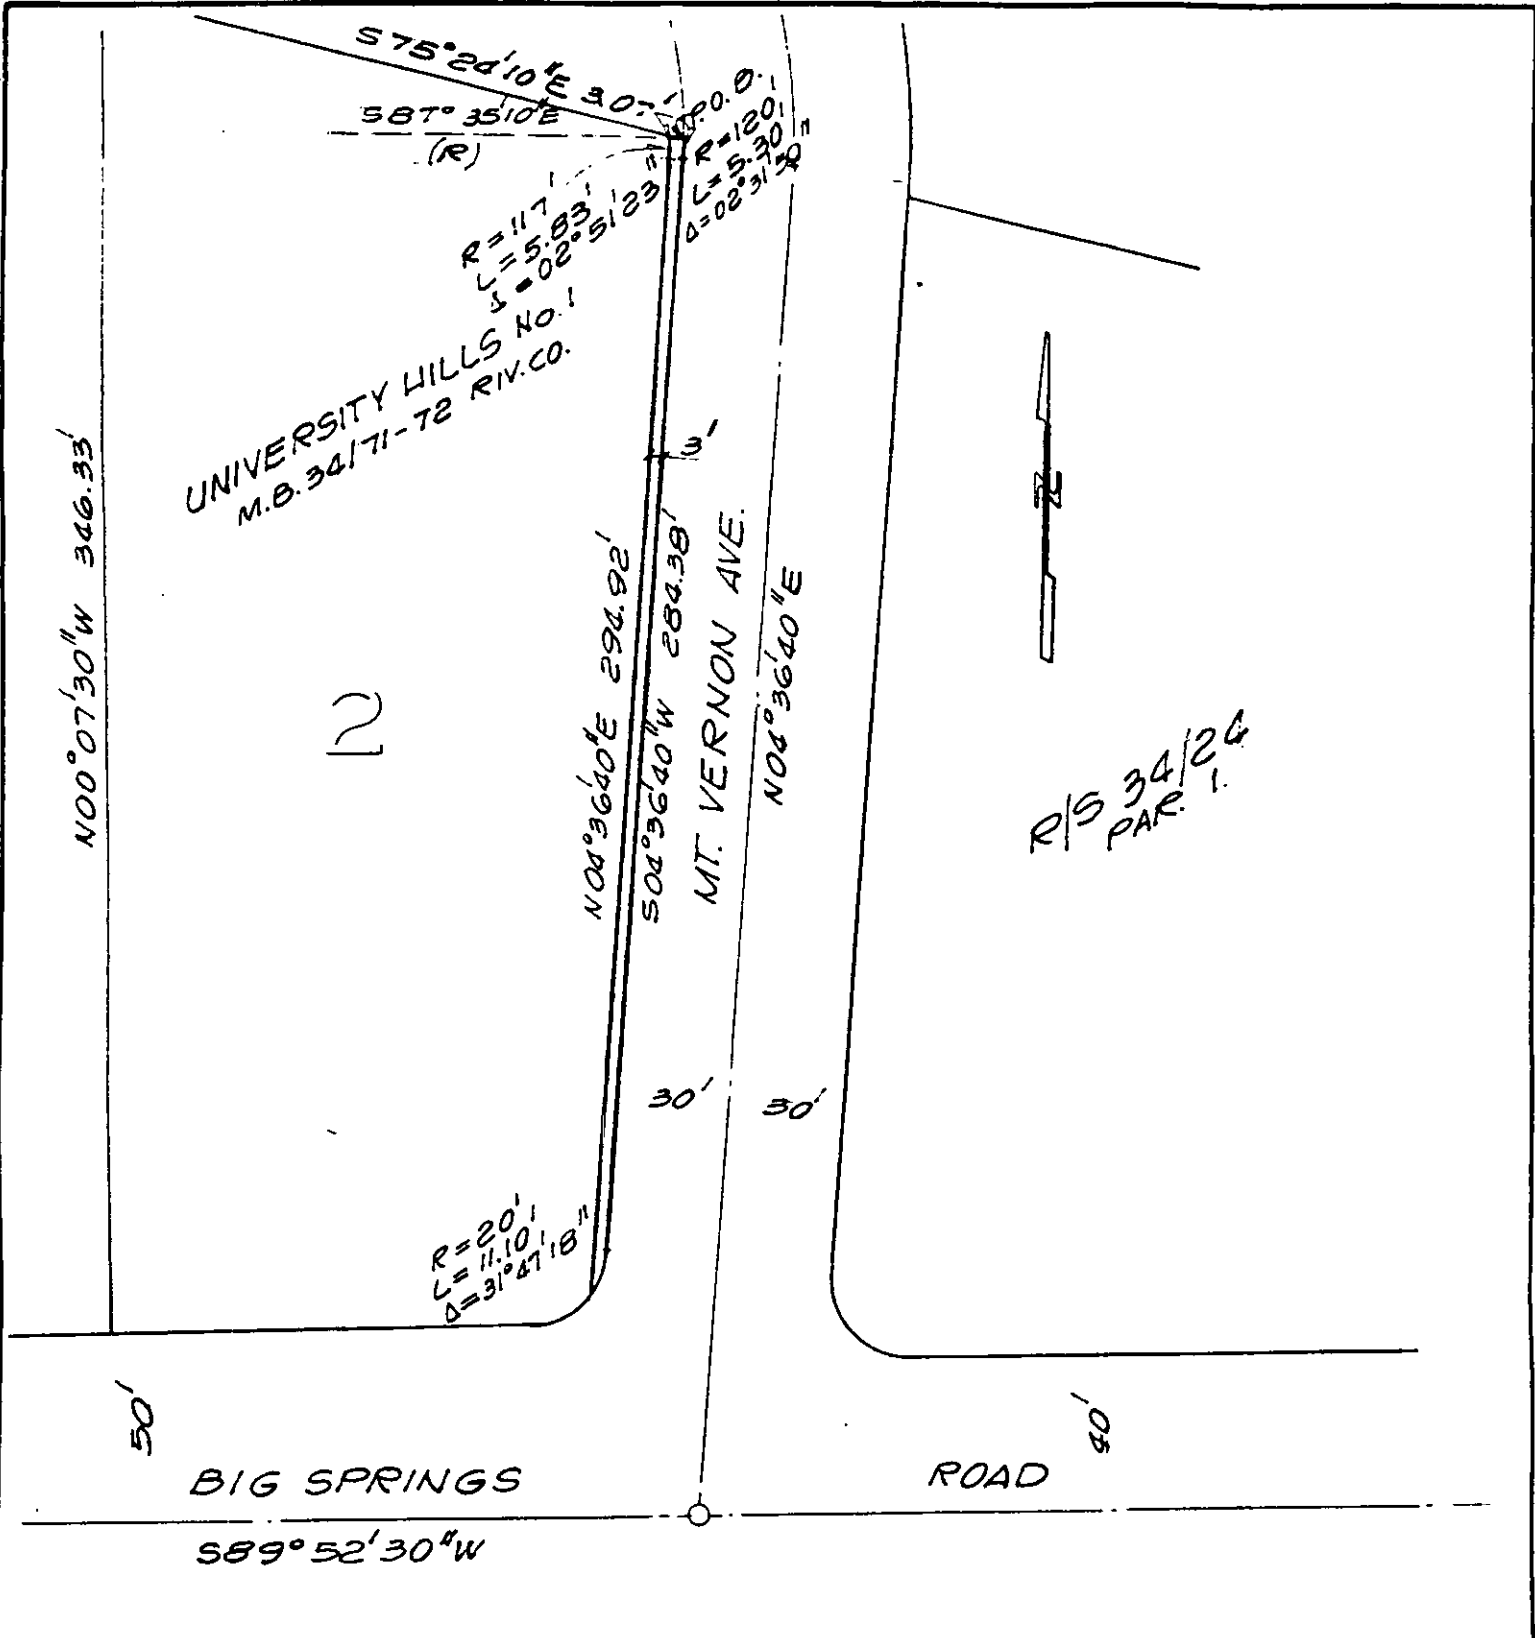 S75°24'10"E 3.07'
S87°35'10"E
(R)
P.O.B.
R=120'
L=5.30'
Δ=02°31'50"
R=117'
L=5.83'
Δ=02°51'23"
UNIVERSITY HILLS NO. 1
M.B. 34/71-72 RIV. CO.
N00°07'30"W 346.33'
3'
N
2
N04°36'40"E 294.92'
S04°36'40"W 284.38'
MT. VERNON AVE.
N04°36'40"E
R/S 34/24
PAR. 1.
30' 30'
R=20'
L=11.10'
Δ=31°47'18"
50'
40'
BIG SPRINGS ROAD
S89°52'30"W